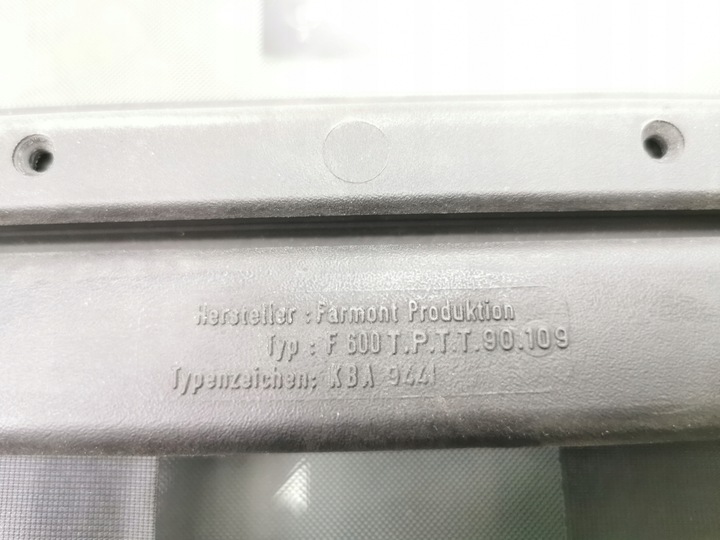 Hersteller : Farmont Produktion
Typ : F 600 T.P.T.T.90.109
Typenzeichen: KBA 9441